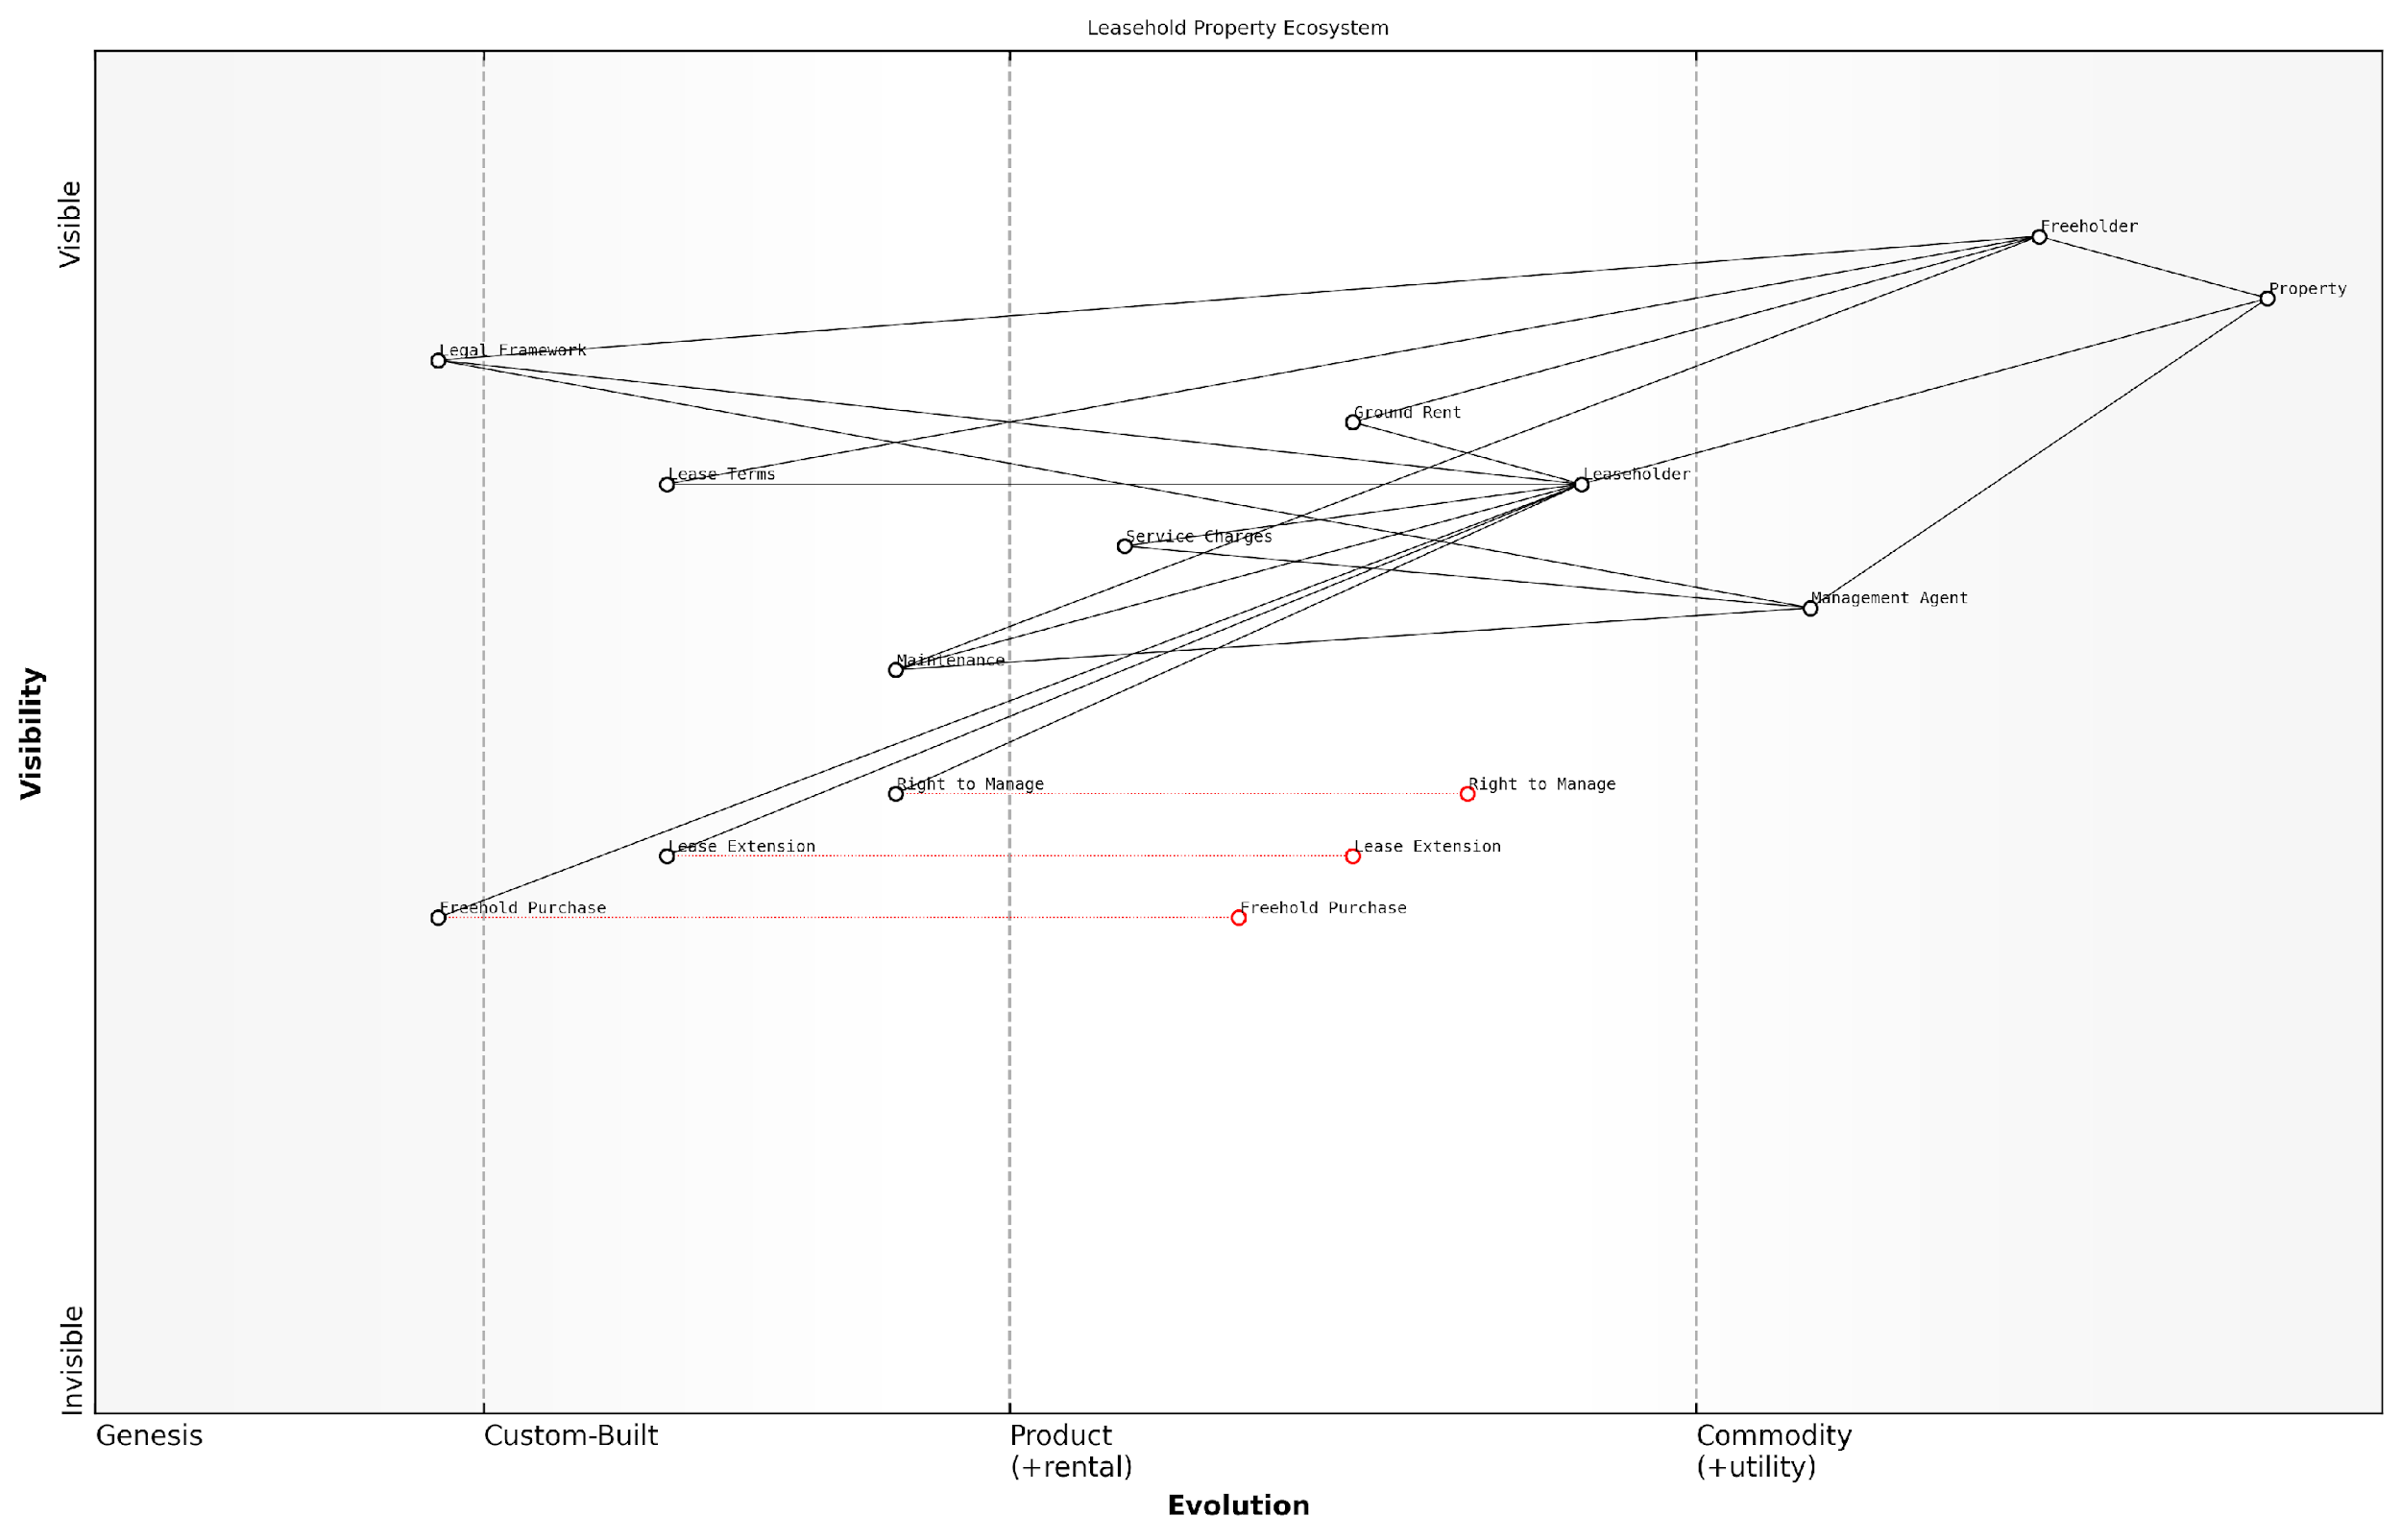 Leasehold Property Ecosystem
Visible
Freeholder
Property
Legal Framework
Ground Rent
Lease Terms
Leaseholder
Service Charges
Management Agent
Maintenance
Visibility
Right to Manage
Right to Manage
Lease Extension
Lease Extension
Freehold Purchase
Freehold Purchase
Invisible
Genesis
Custom-Built
Product
(+rental)
Commodity
(+utility)
Evolution